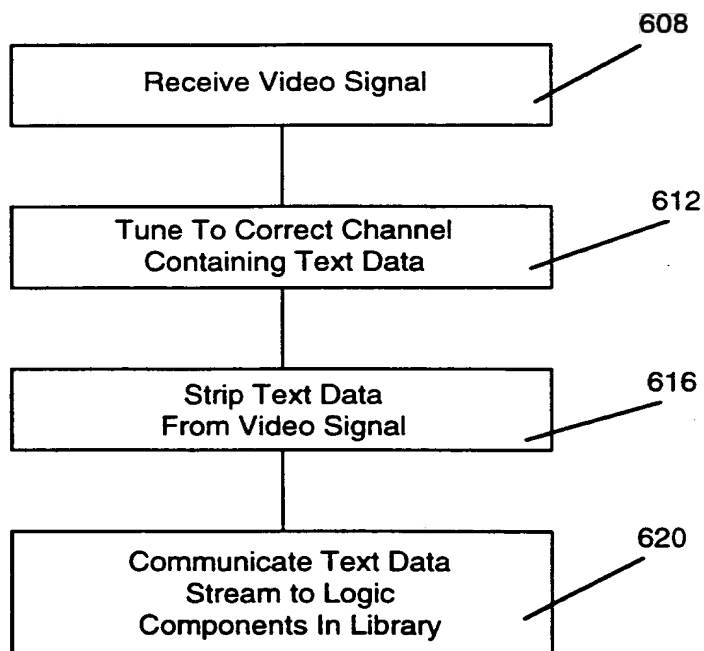 608
Receive Video Signal
612
Tune To Correct Channel
Containing Text Data
616
Strip Text Data
From Video Signal
620
Communicate Text Data
Stream to Logic
Components In Library